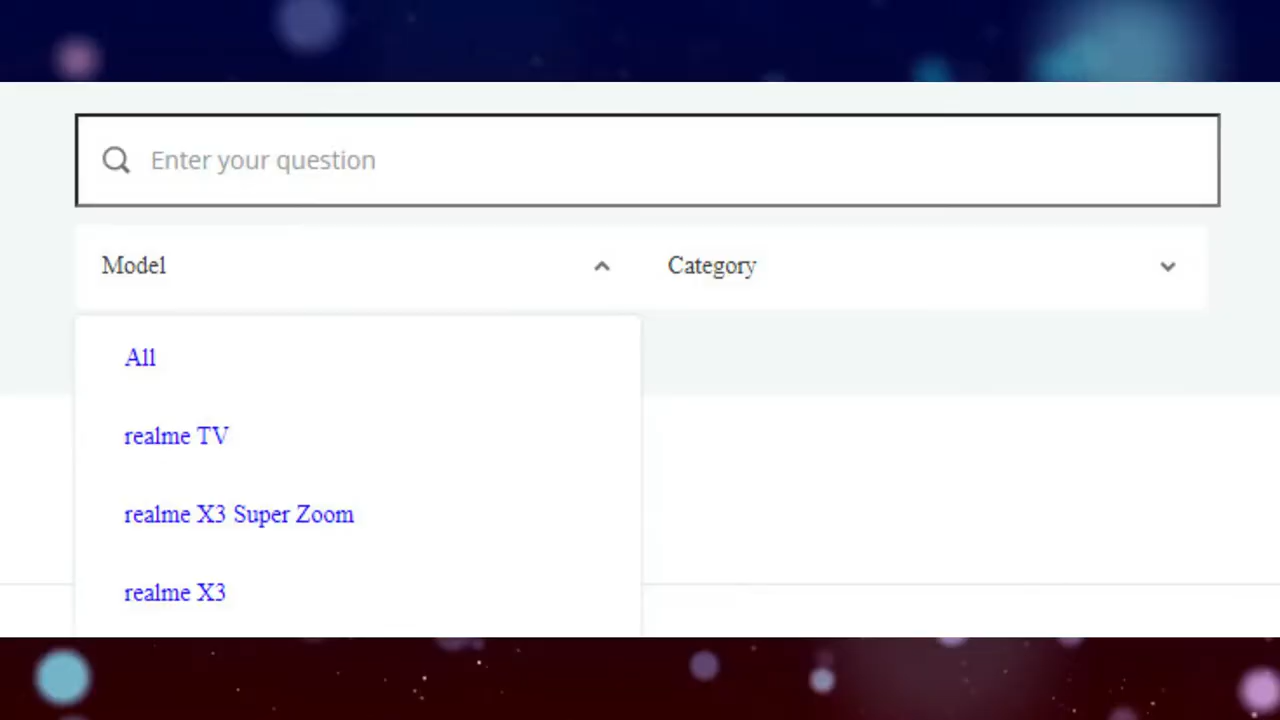 Enter your question
Model
Category
All
realme TV
realme X3 Super Zoom
realme X3